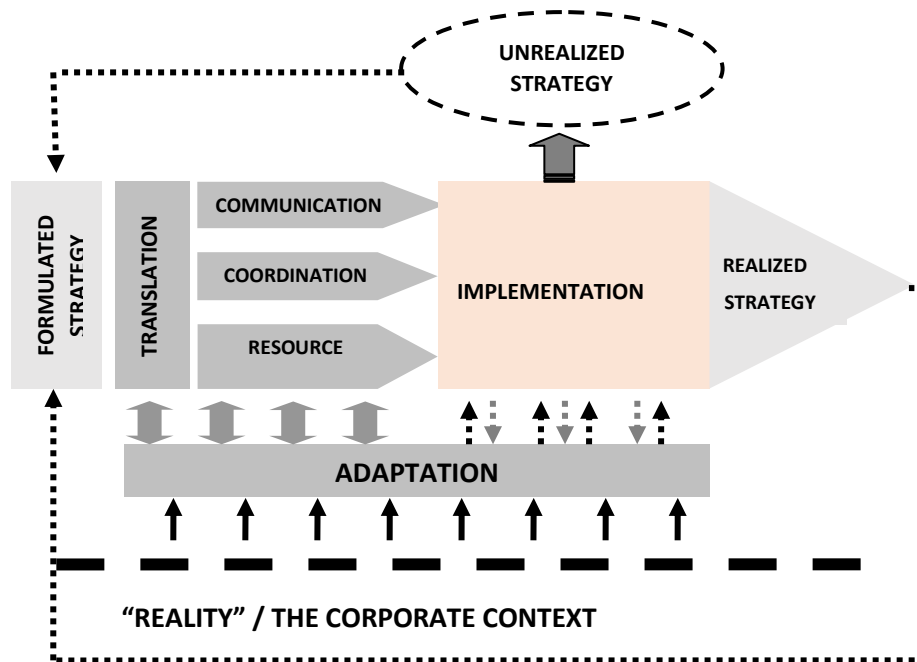 UNREALIZED
STRATEGY
FORMULATED
STRATEGY
TRANSLATION
COMMUNICATION
COORDINATION
RESOURCE
IMPLEMENTATION
REALIZED
STRATEGY
ADAPTATION
“REALITY” / THE CORPORATE CONTEXT